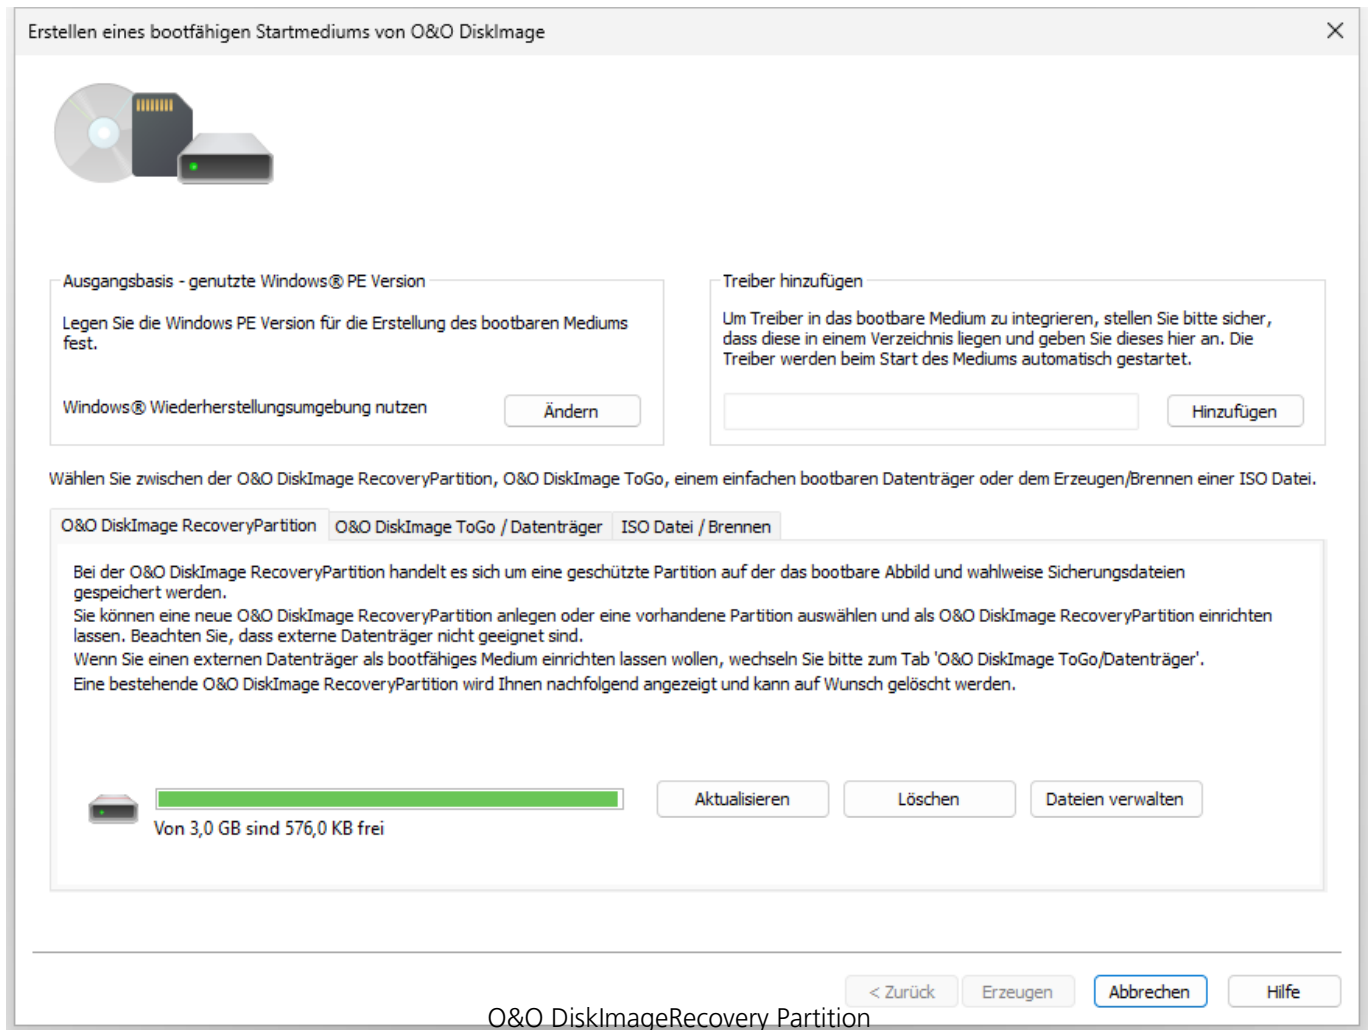 Erstellen eines bootfähigen Startmediums von O&O DiskImage
Ausgangsbasis - genutzte Windows® PE Version
Legen Sie die Windows PE Version für die Erstellung des bootbaren Mediums
fest.
Windows® Wiederherstellungsumgebung nutzen
Ändern
Treiber hinzufügen
Um Treiber in das bootbare Medium zu integrieren, stellen Sie bitte sicher,
dass diese in einem Verzeichnis liegen und geben Sie dieses hier an. Die
Treiber werden beim Start des Mediums automatisch gestartet.
Hinzufügen
Wählen Sie zwischen der O&O DiskImage RecoveryPartition, O&O DiskImage ToGo, einem einfachen bootbaren Datenträger oder dem Erzeugen/Brennen einer ISO Datei.
O&O DiskImage RecoveryPartition
O&O DiskImage ToGo / Datenträger
ISO Datei / Brennen
Bei der O&O DiskImage RecoveryPartition handelt es sich um eine geschützte Partition auf der das bootbare Abbild und wahlweise Sicherungsdateien
gespeichert werden.
Sie können eine neue O&O DiskImage RecoveryPartition anlegen oder eine vorhandene Partition auswählen und als O&O DiskImage RecoveryPartition einrichten
lassen. Beachten Sie, dass externe Datenträger nicht geeignet sind.
Wenn Sie einen externen Datenträger als bootfähiges Medium einrichten lassen wollen, wechseln Sie bitte zum Tab 'O&O DiskImage ToGo/Datenträger'.
Eine bestehende O&O DiskImage RecoveryPartition wird Ihnen nachfolgend angezeigt und kann auf Wunsch gelöscht werden.
Aktualisieren
Löschen
Dateien verwalten
Von 3,0 GB sind 576,0 KB frei
< Zurück
Erzeugen
Abbrechen
Hilfe
O&O DiskImageRecovery Partition